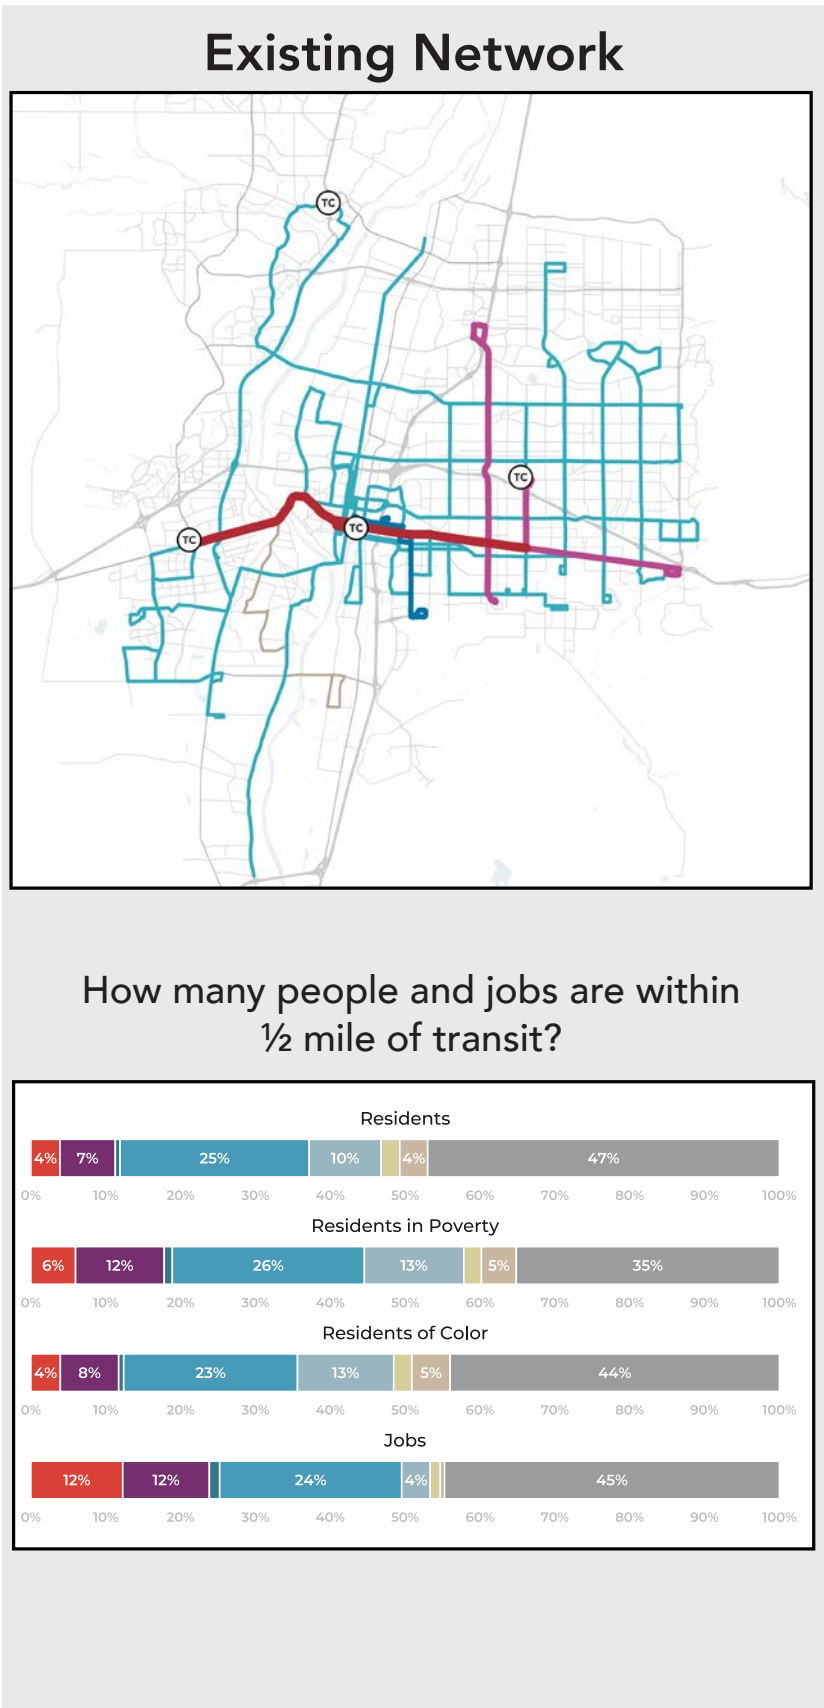 Existing Network
TC
TC
TC
TC
How many people and jobs are within
½ mile of transit?
Residents
4% 7% 25% 10% 4% 47%
0% 10% 20% 30% 40% 50% 60% 70% 80% 90% 100%
Residents in Poverty
6% 12% 26% 13% 5% 35%
0% 10% 20% 30% 40% 50% 60% 70% 80% 90% 100%
Residents of Color
4% 8% 23% 13% 5% 44%
0% 10% 20% 30% 40% 50% 60% 70% 80% 90% 100%
Jobs
12% 12% 24% 4% 45%
0% 10% 20% 30% 40% 50% 60% 70% 80% 90% 100%